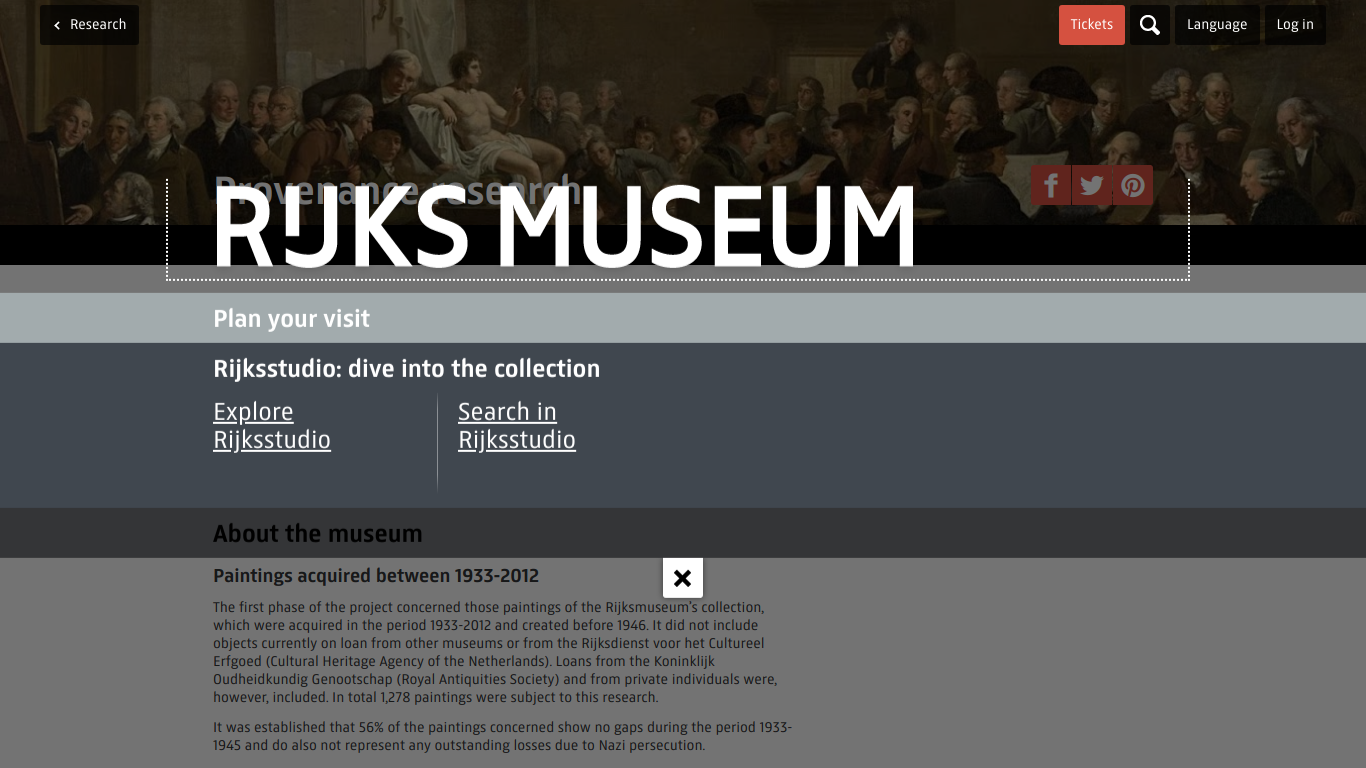 Research
Tickets
Language
Log in
Provenance research
RIJKS MUSEUM
Plan your visit
Rijksstudio: dive into the collection
Explore
Rijksstudio
Search in
Rijksstudio
About the museum
Paintings acquired between 1933-2012
The first phase of the project concerned those paintings of the Rijksmuseum's collection,
which were acquired in the period 1933-2012 and created before 1946. It did not include
objects currently on loan from other museums or from the Rijksdienst voor het Cultureel
Erfgoed (Cultural Heritage Agency of the Netherlands). Loans from the Koninklijk
Oudheidkundig Genootschap (Royal Antiquities Society) and from private individuals were,
however, included. In total 1,278 paintings were subject to this research.
It was established that 56% of the paintings concerned show no gaps during the period 1933-
1945 and do also not represent any outstanding losses due to Nazi persecution.